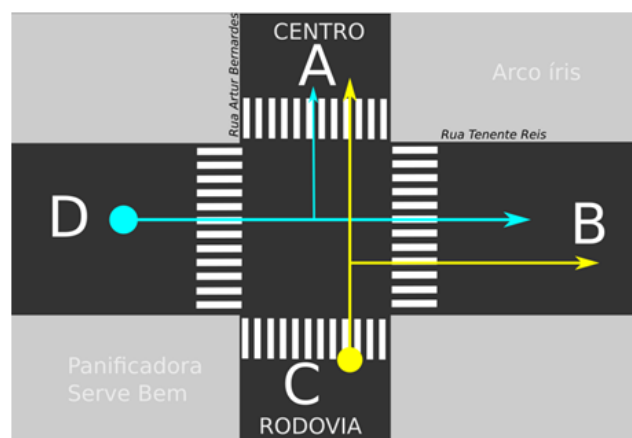 CENTRO
A
Rua Artur Bernardes
Arco íris
Rua Tenente Reis
D
B
Panificadora
Serve Bem
C
RODOVIA